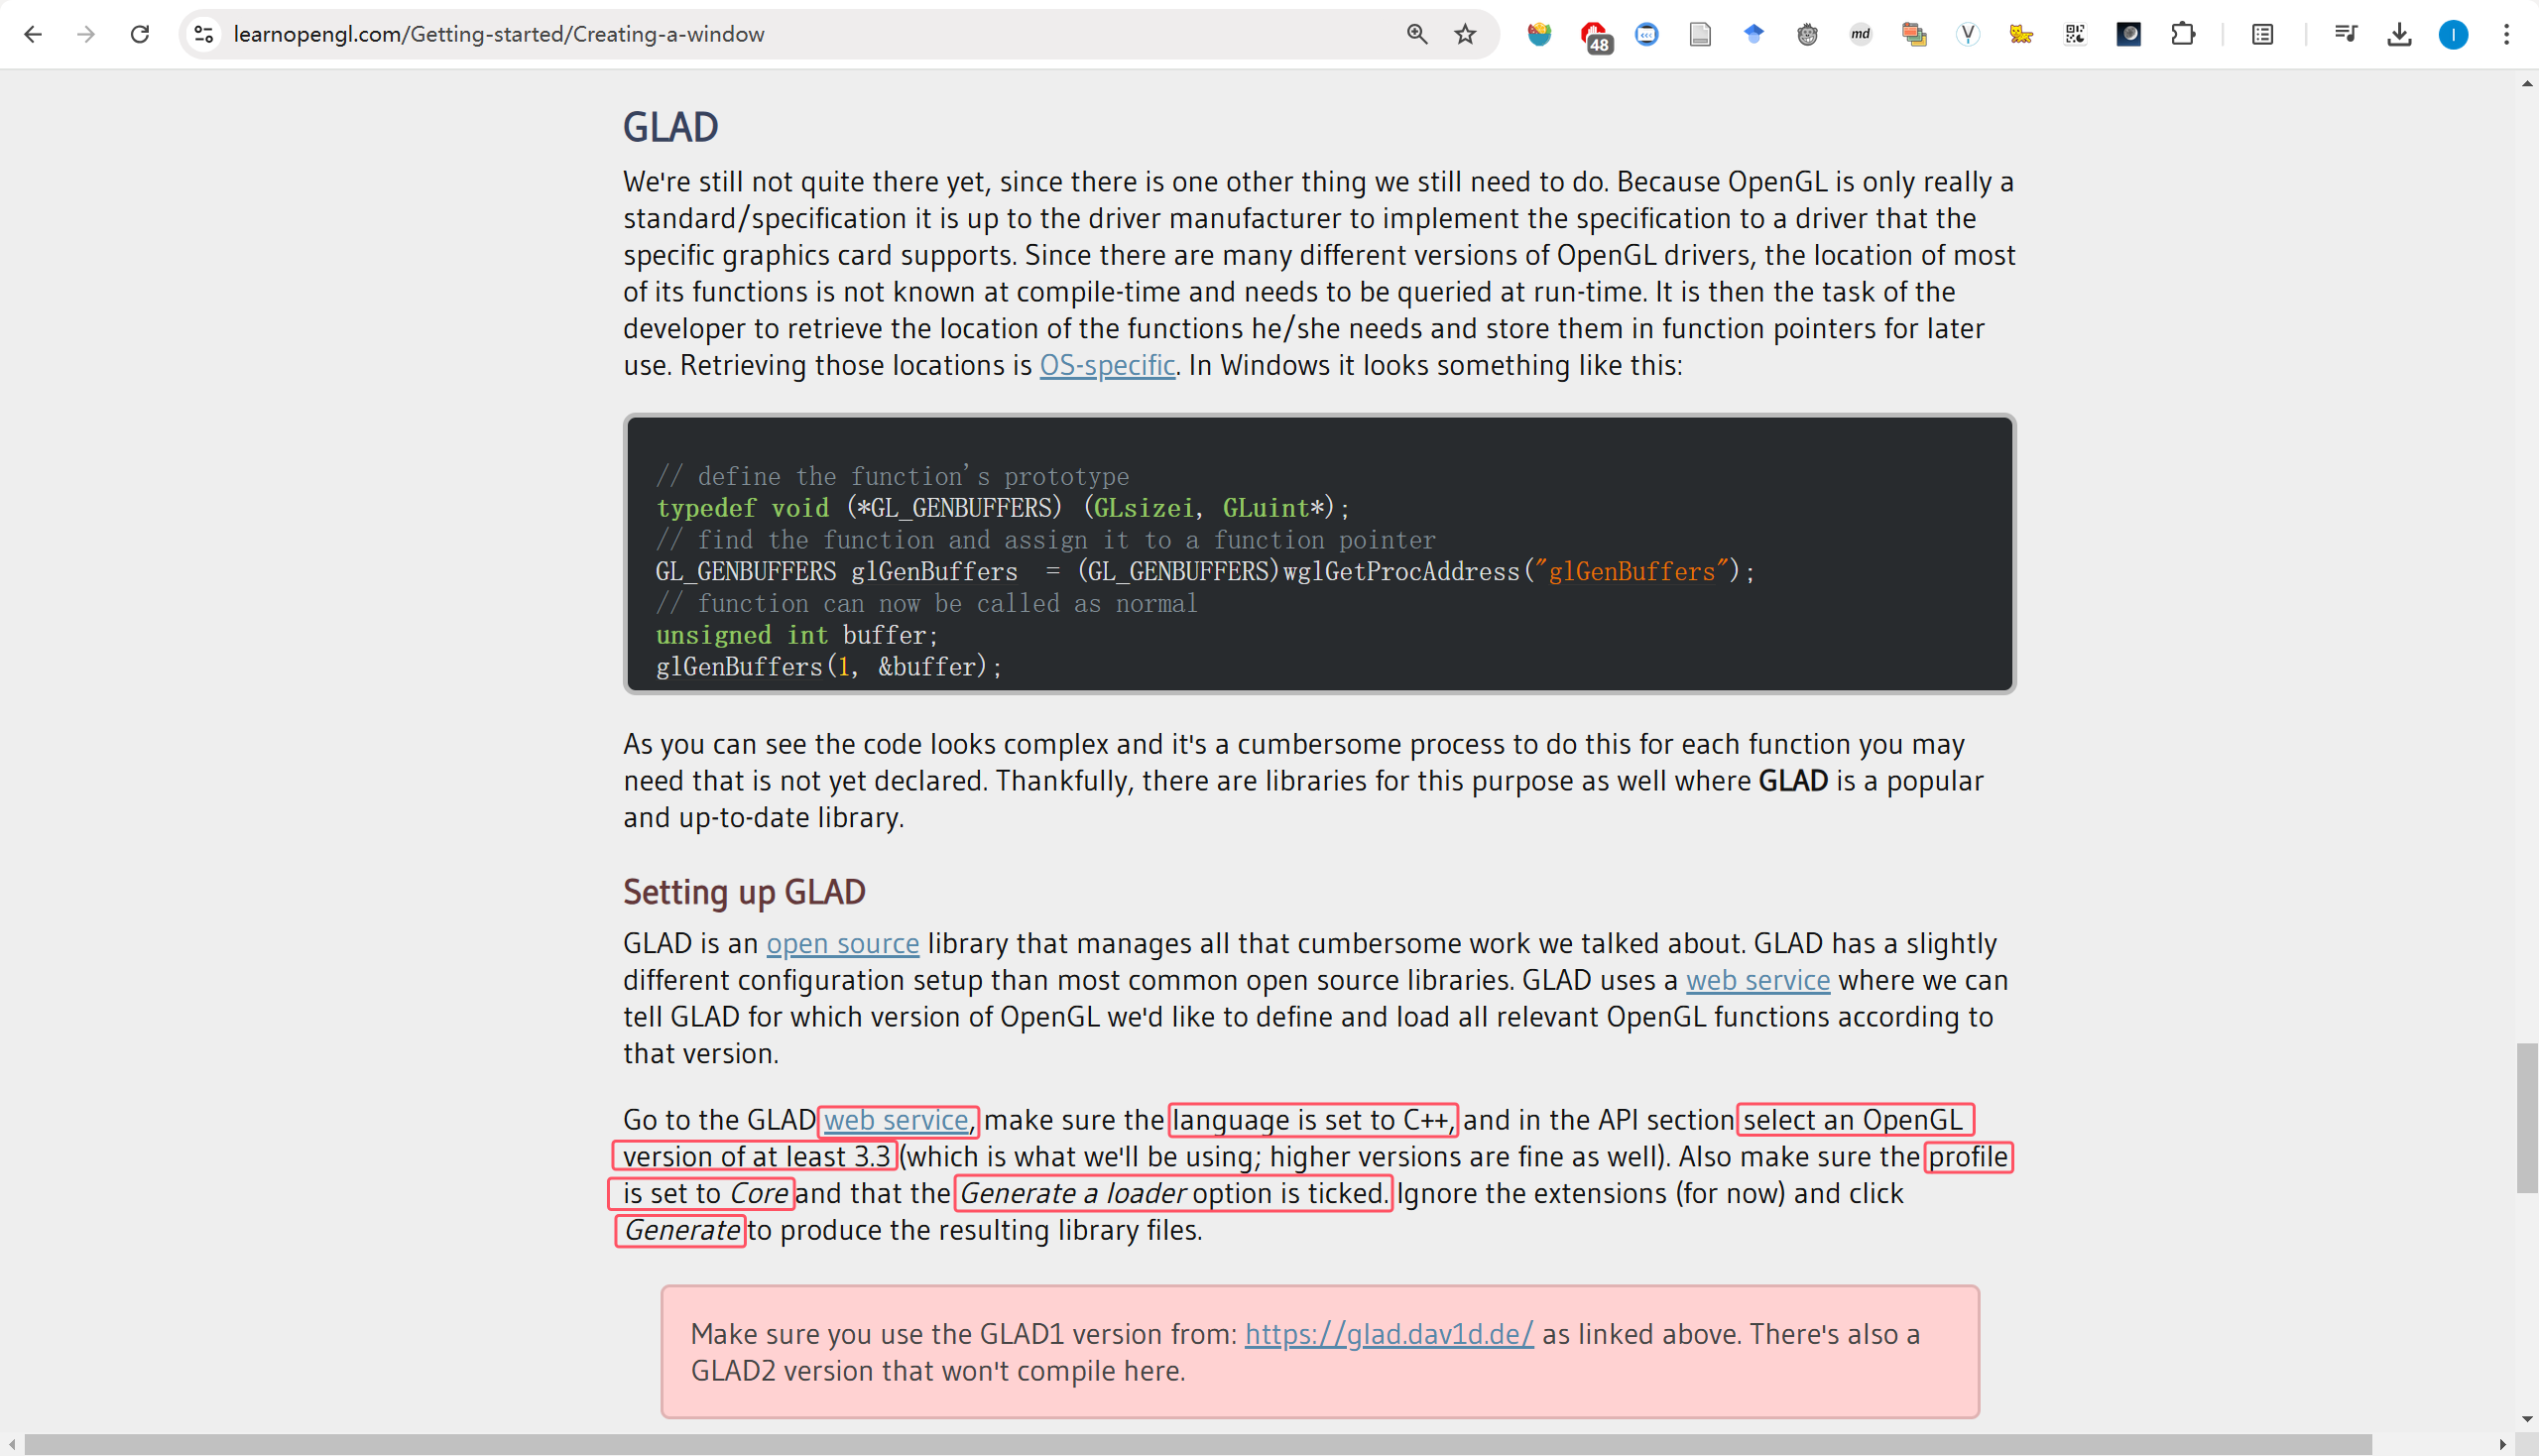 learnopengl.com/Getting-started/Creating-a-window
48
md
I
GLAD
We're still not quite there yet, since there is one other thing we still need to do. Because OpenGL is only really a
standard/specification it is up to the driver manufacturer to implement the specification to a driver that the
specific graphics card supports. Since there are many different versions of OpenGL drivers, the location of most
of its functions is not known at compile-time and needs to be queried at run-time. It is then the task of the
developer to retrieve the location of the functions he/she needs and store them in function pointers for later
use. Retrieving those locations is OS-specific. In Windows it looks something like this:
// define the function's prototype
typedef void (*GL_GENBUFFERS) (GLsizei, GLuint*);
// find the function and assign it to a function pointer
GL_GENBUFFERS glGenBuffers  = (GL_GENBUFFERS)wglGetProcAddress("glGenBuffers");
// function can now be called as normal
unsigned int buffer;
glGenBuffers(1, &buffer);
As you can see the code looks complex and it's a cumbersome process to do this for each function you may
need that is not yet declared. Thankfully, there are libraries for this purpose as well where GLAD is a popular
and up-to-date library.
Setting up GLAD
GLAD is an open source library that manages all that cumbersome work we talked about. GLAD has a slightly
different configuration setup than most common open source libraries. GLAD uses a web service where we can
tell GLAD for which version of OpenGL we'd like to define and load all relevant OpenGL functions according to
that version.
Go to the GLAD web service, make sure the language is set to C++, and in the API section select an OpenGL
version of at least 3.3 (which is what we'll be using; higher versions are fine as well). Also make sure the profile
is set to Core and that the Generate a loader option is ticked. Ignore the extensions (for now) and click
Generate to produce the resulting library files.
Make sure you use the GLAD1 version from: https://glad.dav1d.de/ as linked above. There's also a
GLAD2 version that won't compile here.